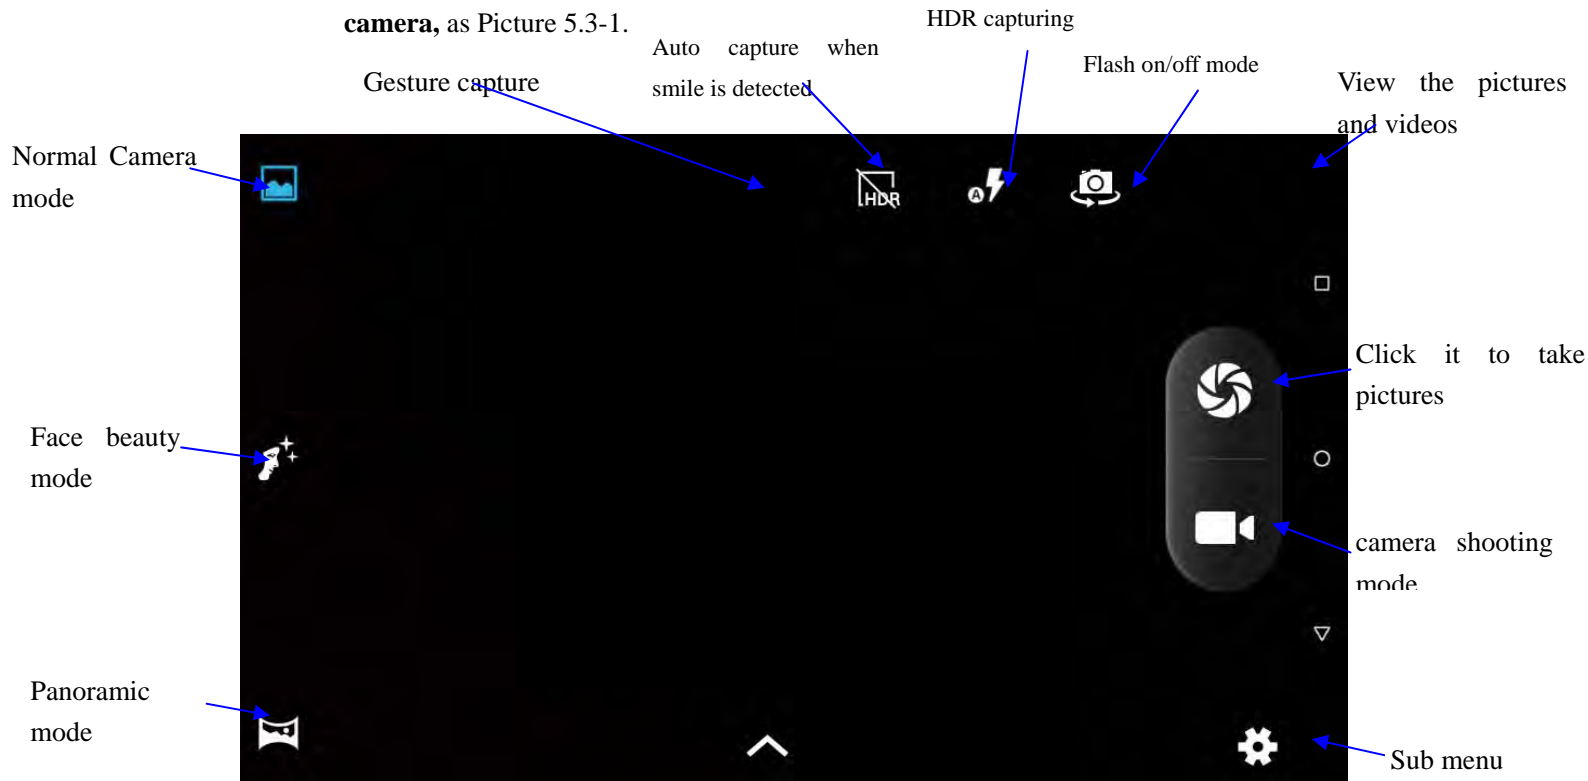 camera, as Picture 5.3-1.
HDR capturing
Auto capture when
smile is detected
Gesture capture
Flash on/off mode
View the pictures
and videos
Normal Camera
mode
HDR
A
Click it to take
pictures
Face beauty
mode
camera shooting
mode
Panoramic
mode
Sub menu